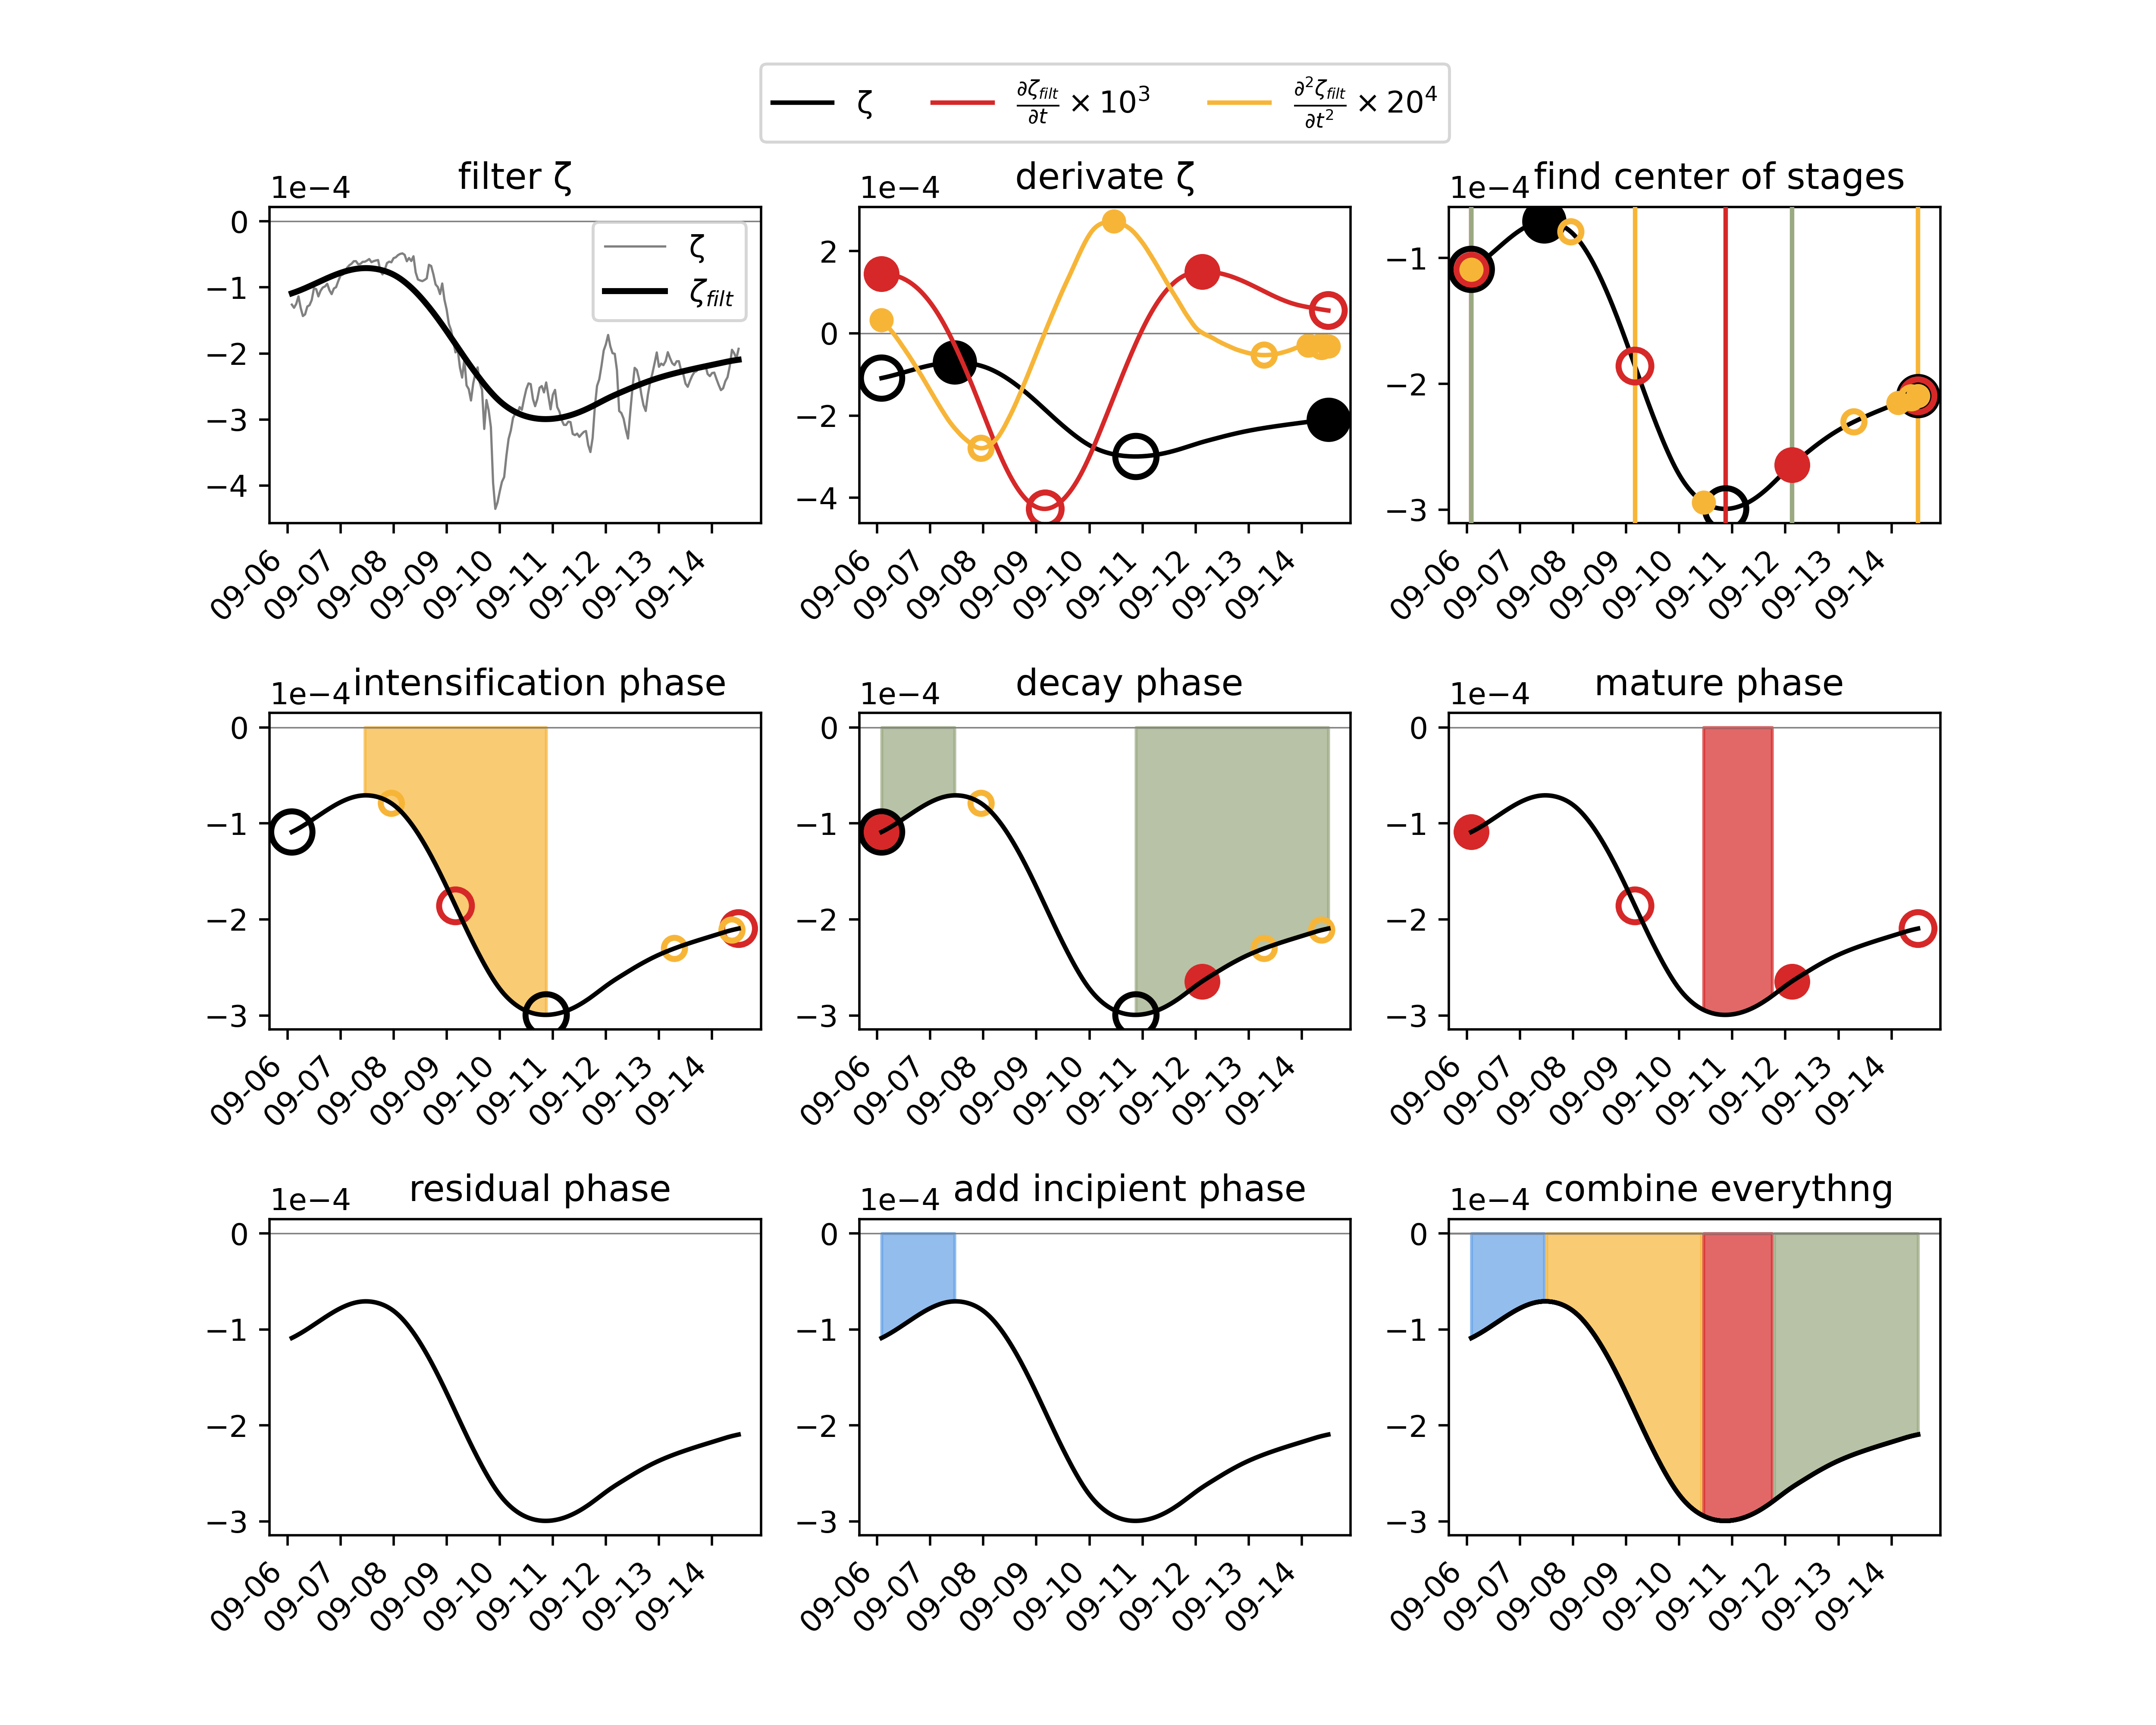 ζ   ∂ζ_filt/∂t × 10³   ∂²ζ_filt/∂t² × 20⁴
filter ζ
1e−4
0
−1
−2
−3
−4
ζ
ζ_filt
09-06 09-07 09-08 09-09 09-10 09-11 09-12 09-13 09-14
derivate ζ
1e−4
2
0
−2
−4
09-06 09-07 09-08 09-09 09-10 09-11 09-12 09-13 09-14
find center of stages
1e−4
−1
−2
−3
09-06 09-07 09-08 09-09 09-10 09-11 09-12 09-13 09-14
intensification phase
1e−4
0
−1
−2
−3
09-06 09-07 09-08 09-09 09-10 09-11 09-12 09-13 09-14
decay phase
1e−4
0
−1
−2
−3
09-06 09-07 09-08 09-09 09-10 09-11 09-12 09-13 09-14
mature phase
1e−4
0
−1
−2
−3
09-06 09-07 09-08 09-09 09-10 09-11 09-12 09-13 09-14
residual phase
1e−4
0
−1
−2
−3
09-06 09-07 09-08 09-09 09-10 09-11 09-12 09-13 09-14
add incipient phase
1e−4
0
−1
−2
−3
09-06 09-07 09-08 09-09 09-10 09-11 09-12 09-13 09-14
combine everythng
1e−4
0
−1
−2
−3
09-06 09-07 09-08 09-09 09-10 09-11 09-12 09-13 09-14